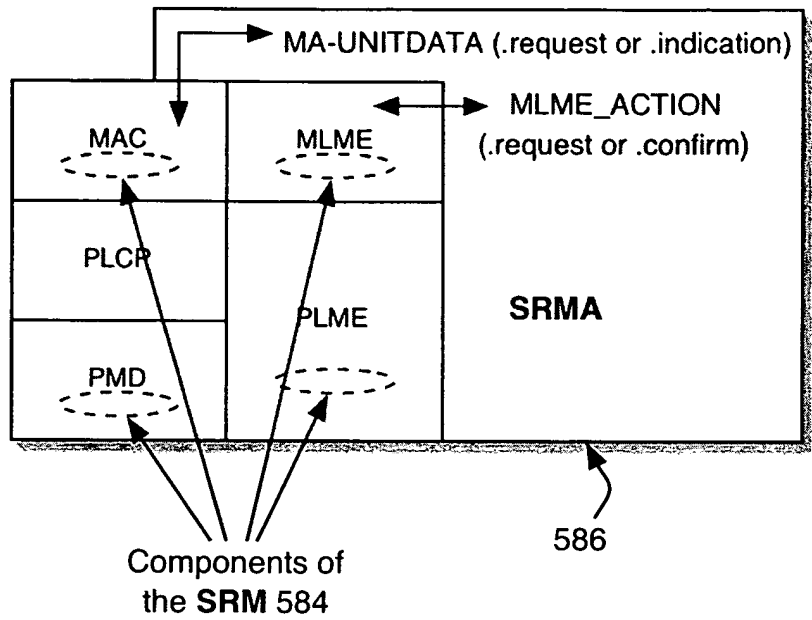 MA-UNITDATA (.request or .indication)
MAC
MLME
MLME_ACTION
(.request or .confirm)
PLCP
PLME
SRMA
PMD
586
Components of
the SRM 584